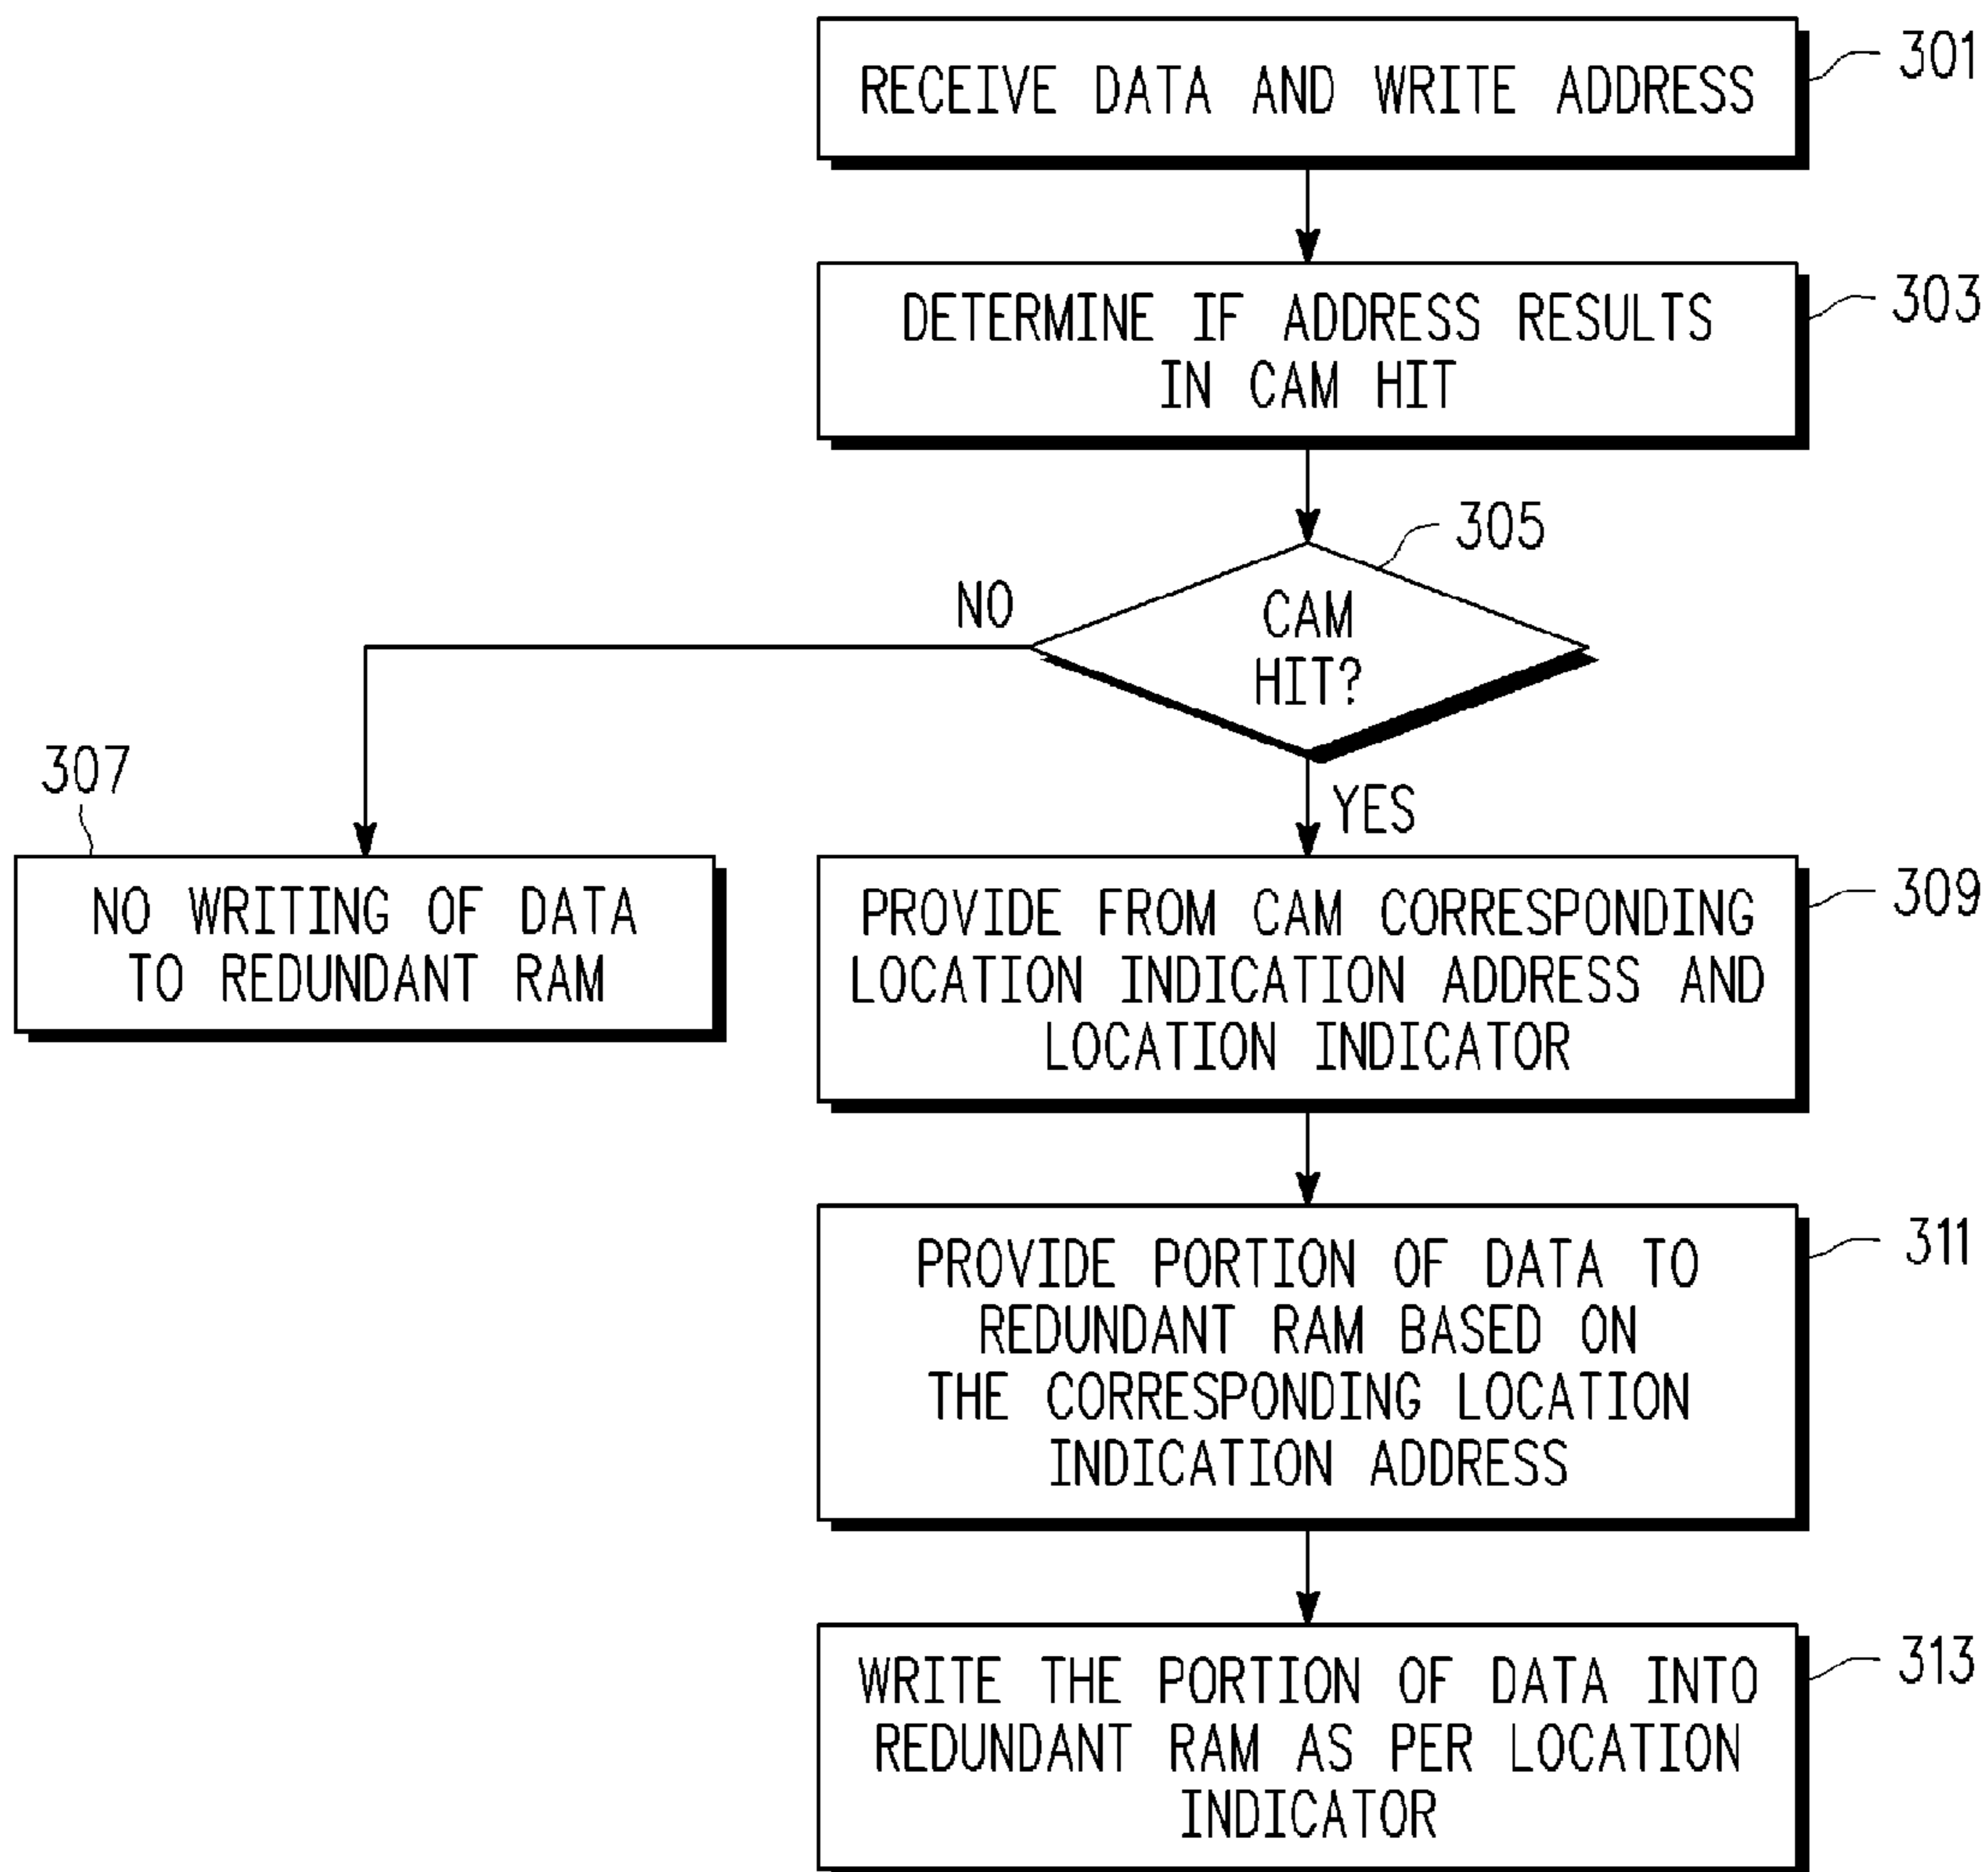 RECEIVE DATA AND WRITE ADDRESS
301
DETERMINE IF ADDRESS RESULTS
IN CAM HIT
303
305
CAM
HIT?
NO
YES
307
NO WRITING OF DATA
TO REDUNDANT RAM
PROVIDE FROM CAM CORRESPONDING
LOCATION INDICATION ADDRESS AND
LOCATION INDICATOR
309
PROVIDE PORTION OF DATA TO
REDUNDANT RAM BASED ON
THE CORRESPONDING LOCATION
INDICATION ADDRESS
311
WRITE THE PORTION OF DATA INTO
REDUNDANT RAM AS PER LOCATION
INDICATOR
313